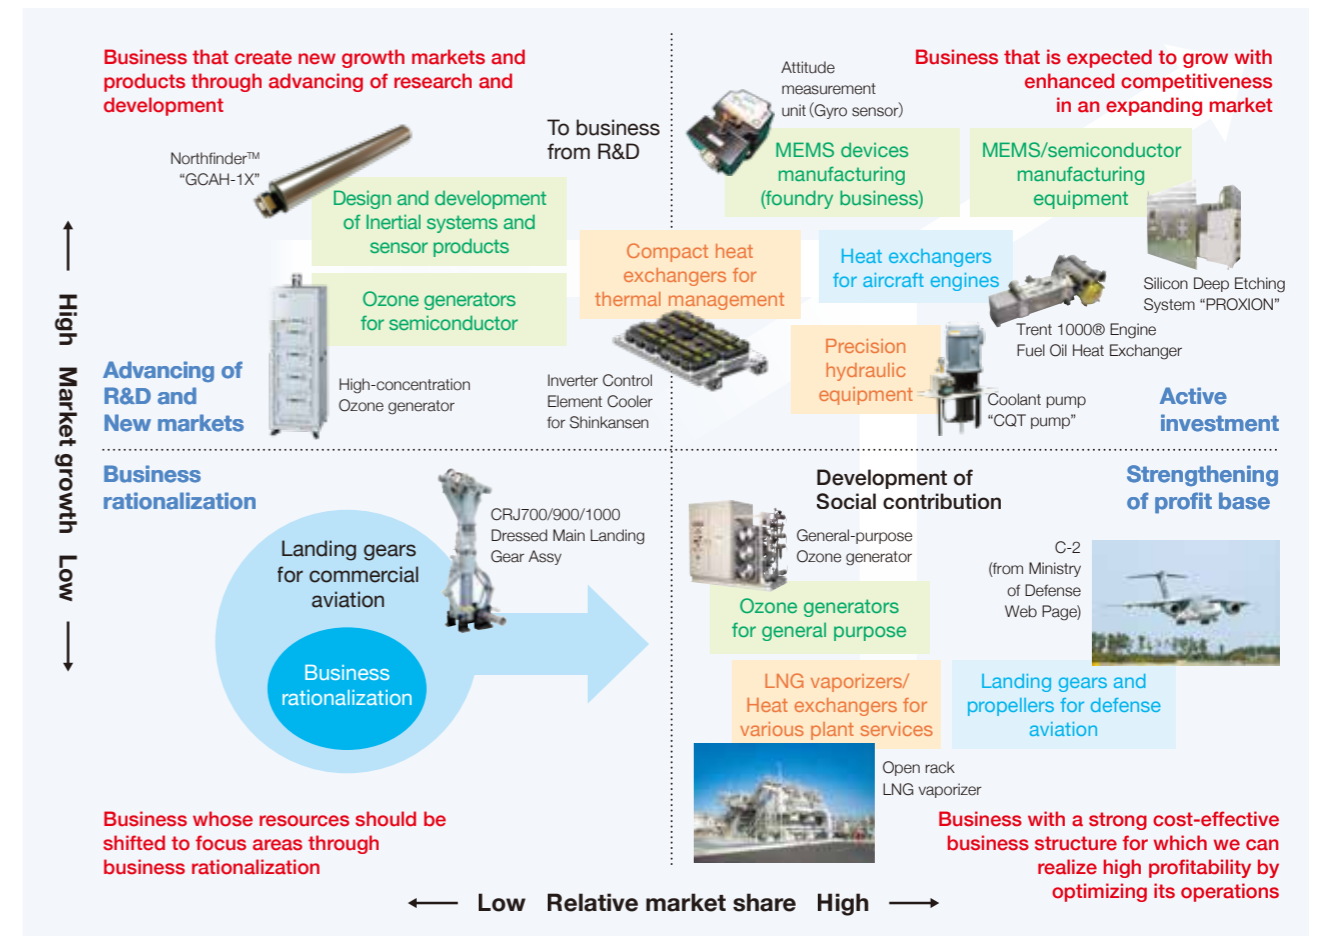 Business that create new growth markets and
products through advancing of research and
development
Northfinder™
“GCAH-1X”
To business
from R&D
Design and development
of Inertial systems and
sensor products
Ozone generators
for semiconductor
High-concentration
Ozone generator
Advancing of
R&D and
New markets
Compact heat
exchangers for
thermal management
Inverter Control
Element Cooler
for Shinkansen
Attitude
measurement
unit (Gyro sensor)
Business that is expected to grow with
enhanced competitiveness
in an expanding market
MEMS devices
manufacturing
(foundry business)
MEMS/semiconductor
manufacturing
equipment
Heat exchangers
for aircraft engines
Silicon Deep Etching
System “PROXION”
Trent 1000® Engine
Fuel Oil Heat Exchanger
Precision
hydraulic
equipment
Coolant pump
“CQT pump”
Active
investment
High Market growth Low
Business
rationalization
Landing gears
for commercial
aviation
Business
rationalization
CRJ700/900/1000
Dressed Main Landing
Gear Assy
Business whose resources should be
shifted to focus areas through
business rationalization
Development of
Social contribution
Strengthening
of profit base
General-purpose
Ozone generator
C-2
(from Ministry
of Defense
Web Page)
Ozone generators
for general purpose
LNG vaporizers/
Heat exchangers for
various plant services
Landing gears and
propellers for defense
aviation
Open rack
LNG vaporizer
Business with a strong cost-effective
business structure for which we can
realize high profitability by
optimizing its operations
Low Relative market share High